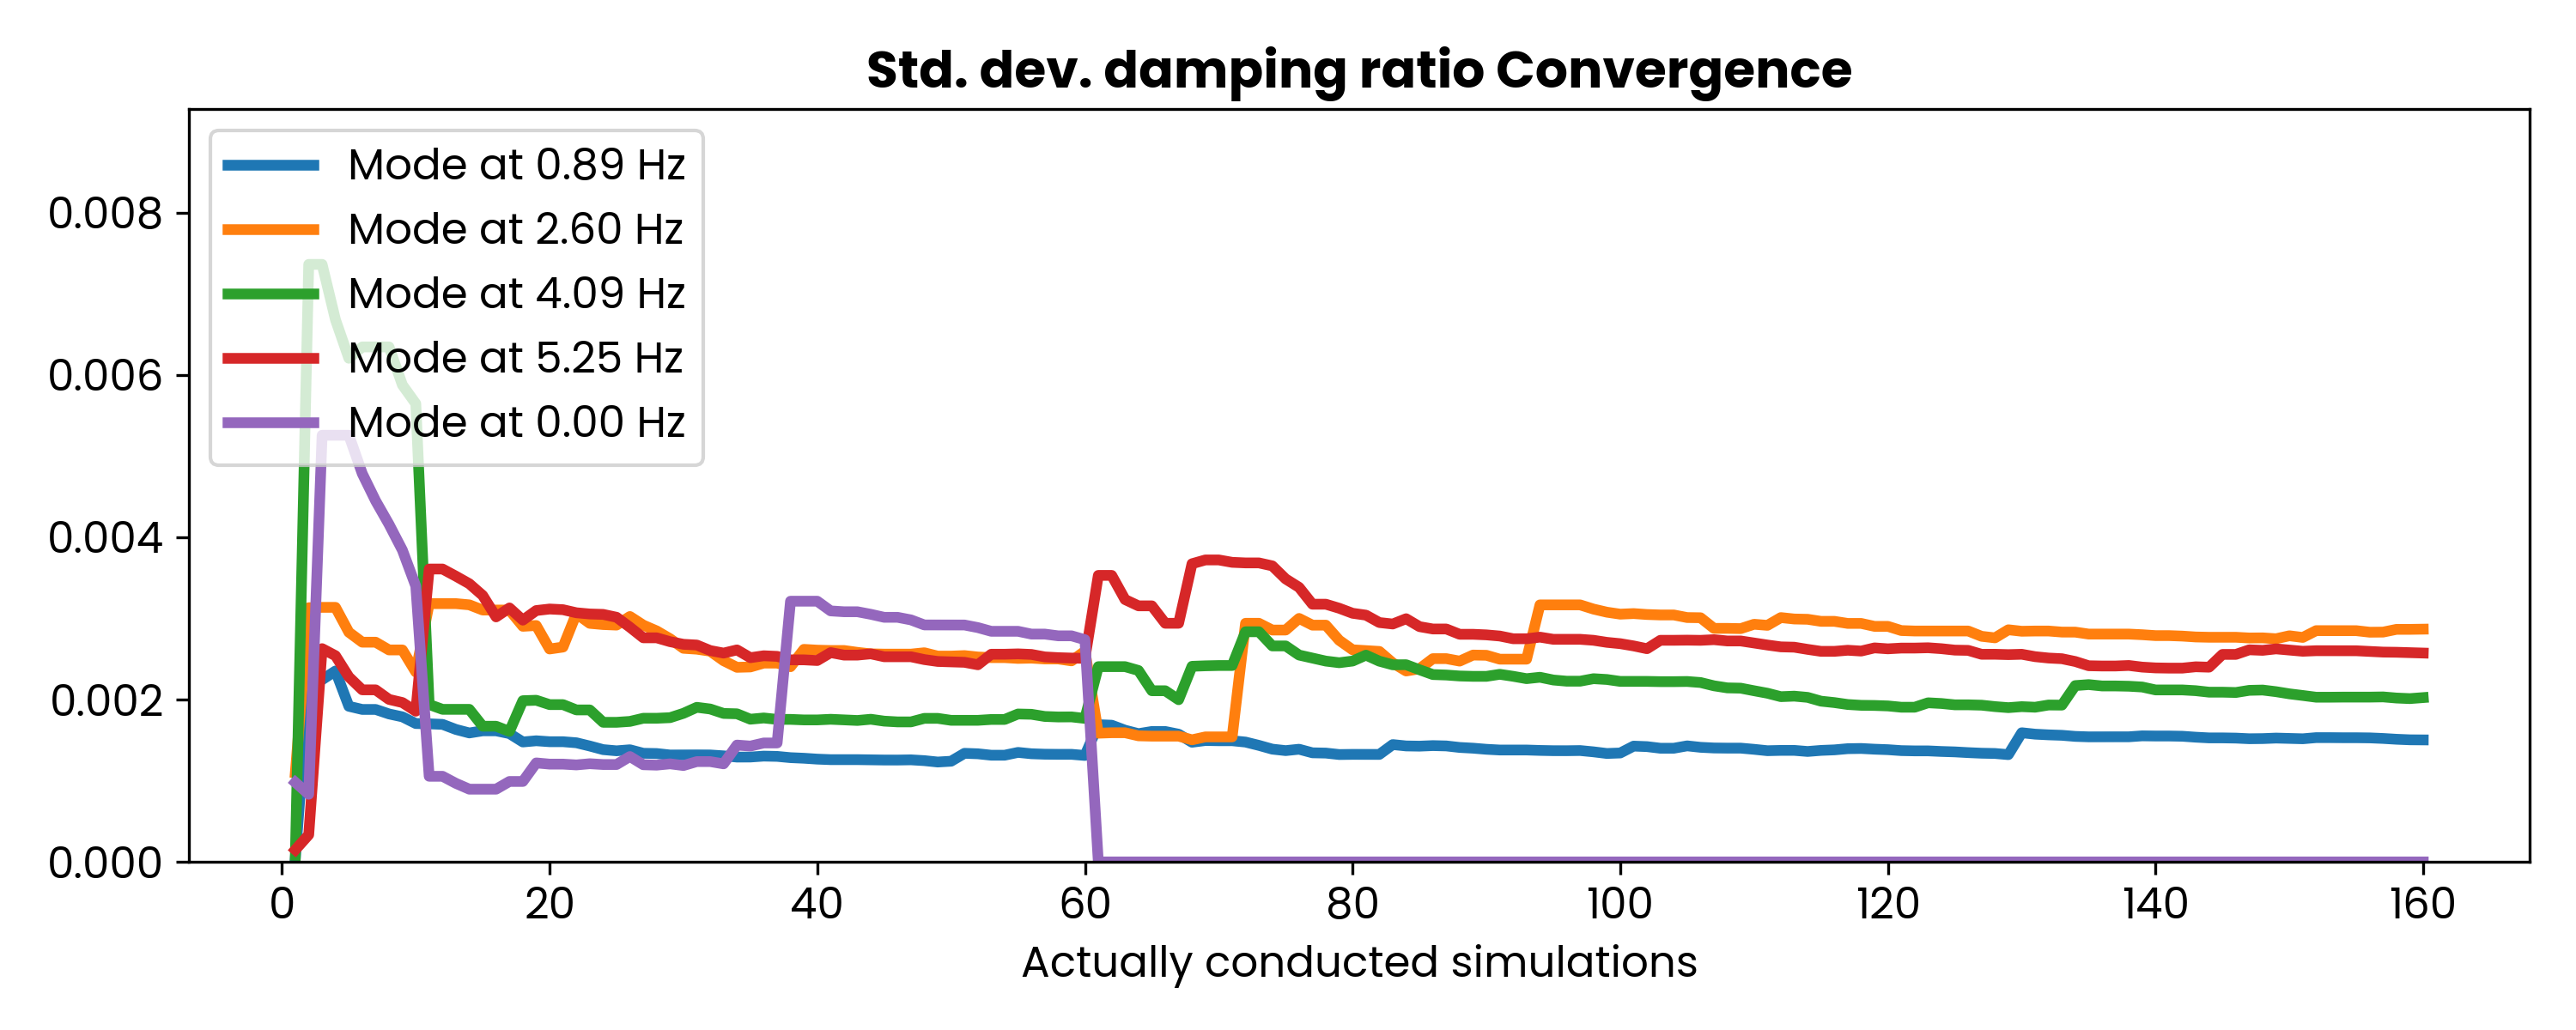 Std. dev. damping ratio Convergence
Mode at 0.89 Hz
Mode at 2.60 Hz
Mode at 4.09 Hz
Mode at 5.25 Hz
Mode at 0.00 Hz
0.008
0.006
0.004
0.002
0.000
0 20 40 60 80 100 120 140 160
Actually conducted simulations